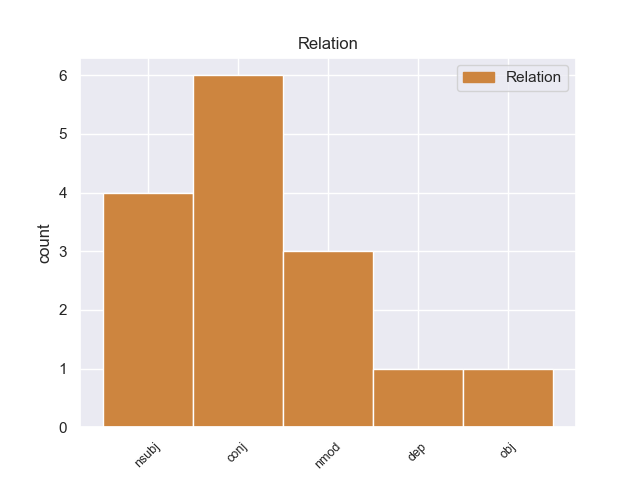 Relation
Relation
count
6
5
4
3
2
1
0
nsubj
conj
nmod
dep
obj